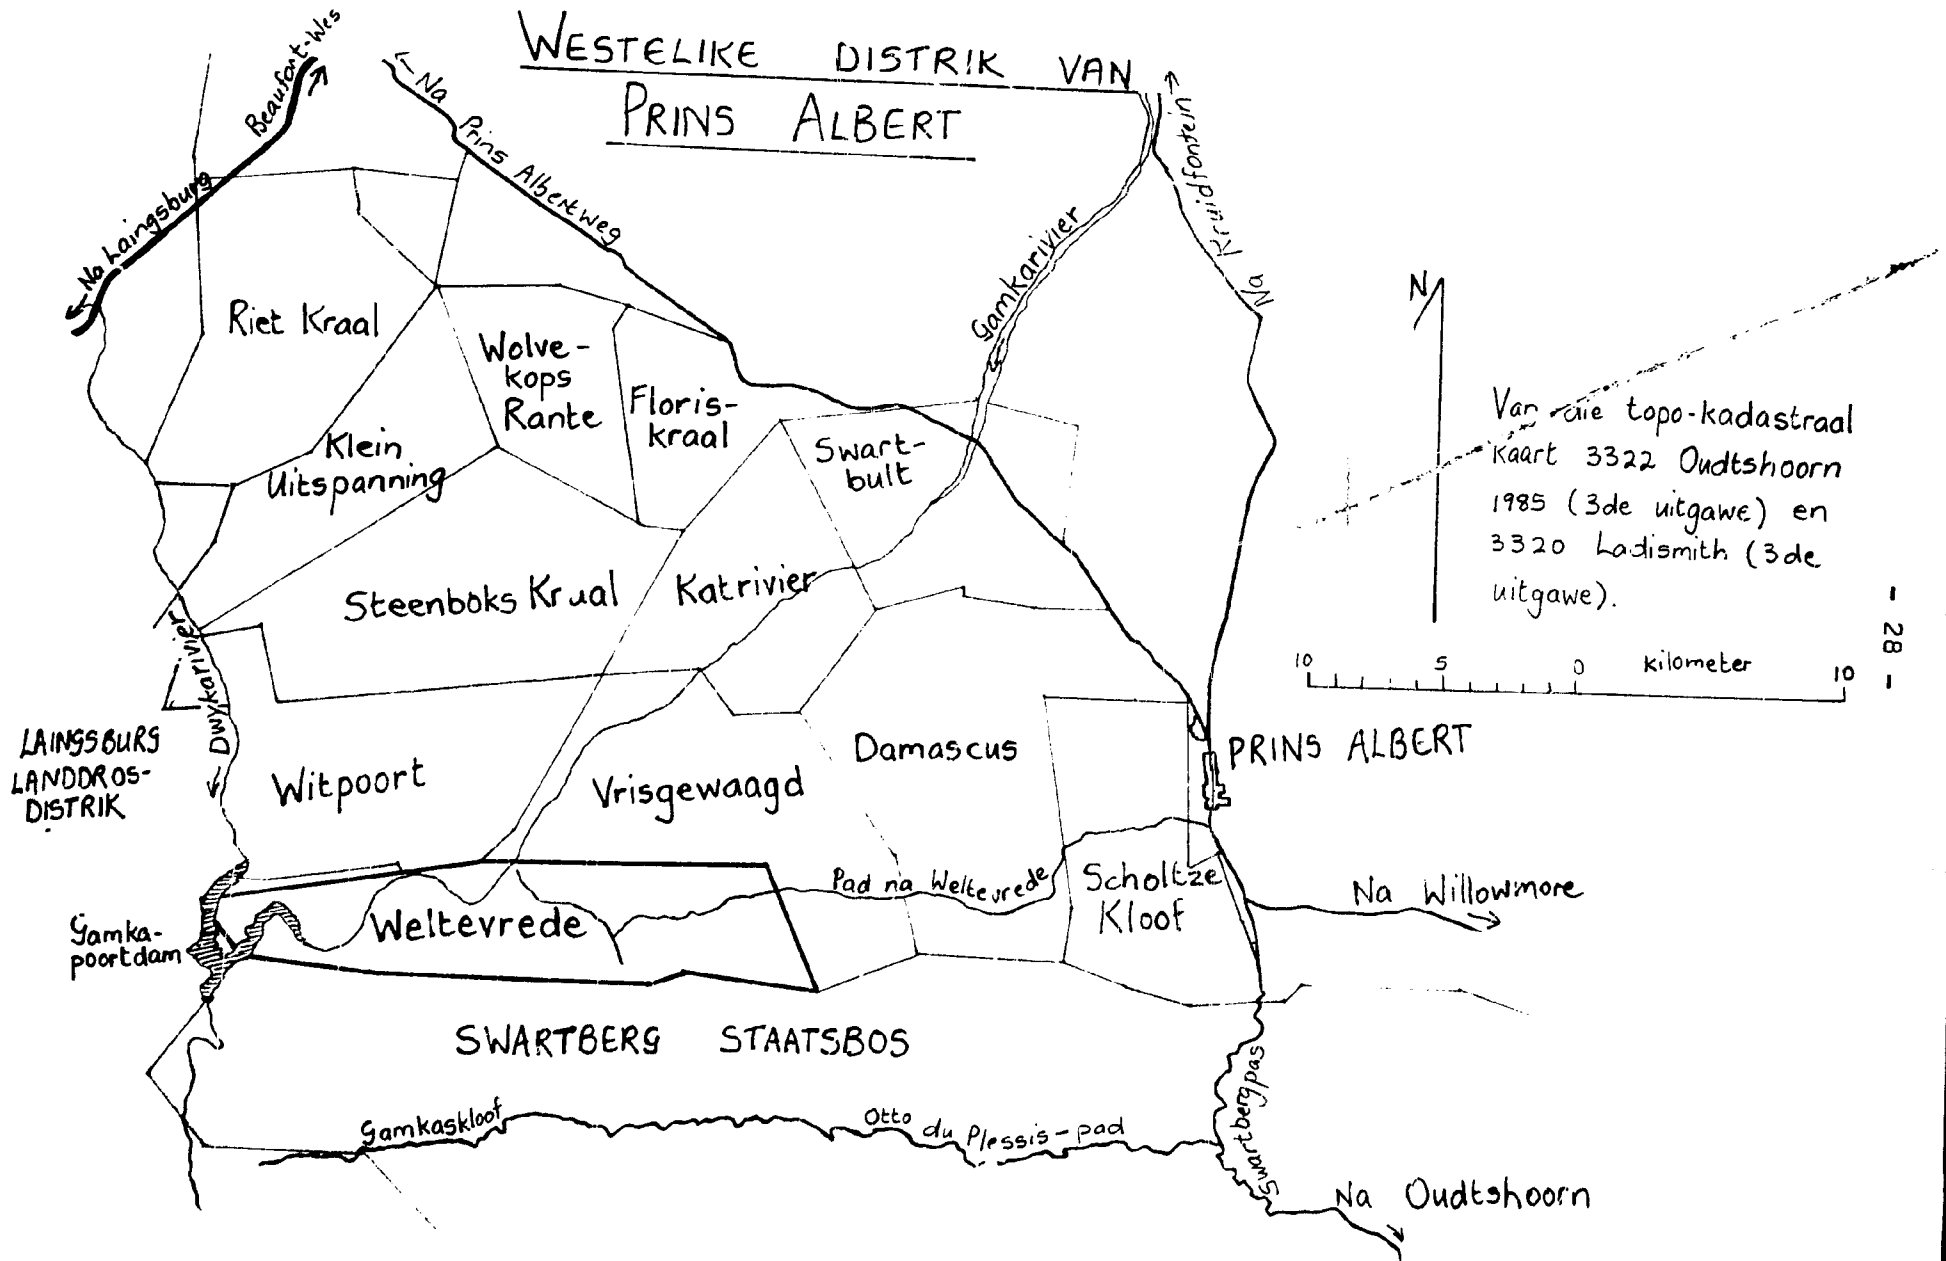 WESTELIKE DISTRIK VAN
PRINS ALBERT
Beaufort-Wes
Na Laingsburg
Na Prins Albertweg
Na Kruidfontein
Gamkarivier
N
Riet Kraal
Wolve-
kops
Rante
Floris-
kraal
Swart-
bult
Klein
Uitspanning
Van die topo-kadastraal
kaart 3322 Oudtshoorn
1985 (3de uitgawe) en
3320 Ladismith (3de
uitgawe).
- 28 -
10 5 0 kilometer 10
Steenboks Kraal
Katrivier
Dwykarivier
LAINGSBURG
LANDDROS-
DISTRIK
Witpoort
Vrisgewaagd
Damascus
PRINS ALBERT
Gamka-
poortdam
Weltevrede
Pad na Weltevrede
Scholtze
Kloof
Na Willowmore
SWARTBERG STAATSBOS
Swartbergpas
Gamkaskloof
Otto du Plessis-pad
Na Oudtshoorn